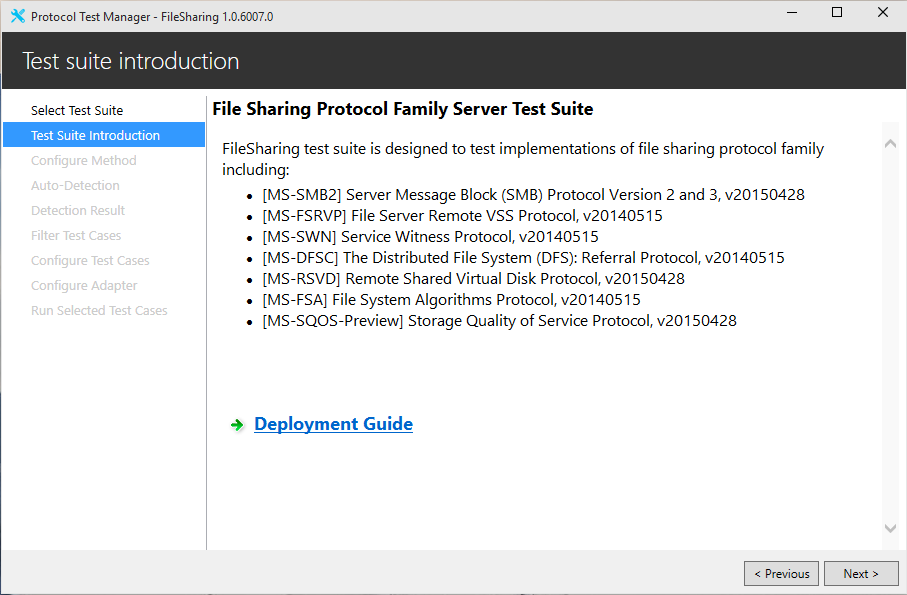 Protocol Test Manager - FileSharing 1.0.6007.0
Test suite introduction
Select Test Suite
Test Suite Introduction
Configure Method
Auto-Detection
Detection Result
Filter Test Cases
Configure Test Cases
Configure Adapter
Run Selected Test Cases
File Sharing Protocol Family Server Test Suite
FileSharing test suite is designed to test implementations of file sharing protocol family
including:
• [MS-SMB2] Server Message Block (SMB) Protocol Version 2 and 3, v20150428
• [MS-FSRVP] File Server Remote VSS Protocol, v20140515
• [MS-SWN] Service Witness Protocol, v20140515
• [MS-DFSC] The Distributed File System (DFS): Referral Protocol, v20140515
• [MS-RSVD] Remote Shared Virtual Disk Protocol, v20150428
• [MS-FSA] File System Algorithms Protocol, v20140515
• [MS-SQOS-Preview] Storage Quality of Service Protocol, v20150428
Deployment Guide
< Previous
Next >